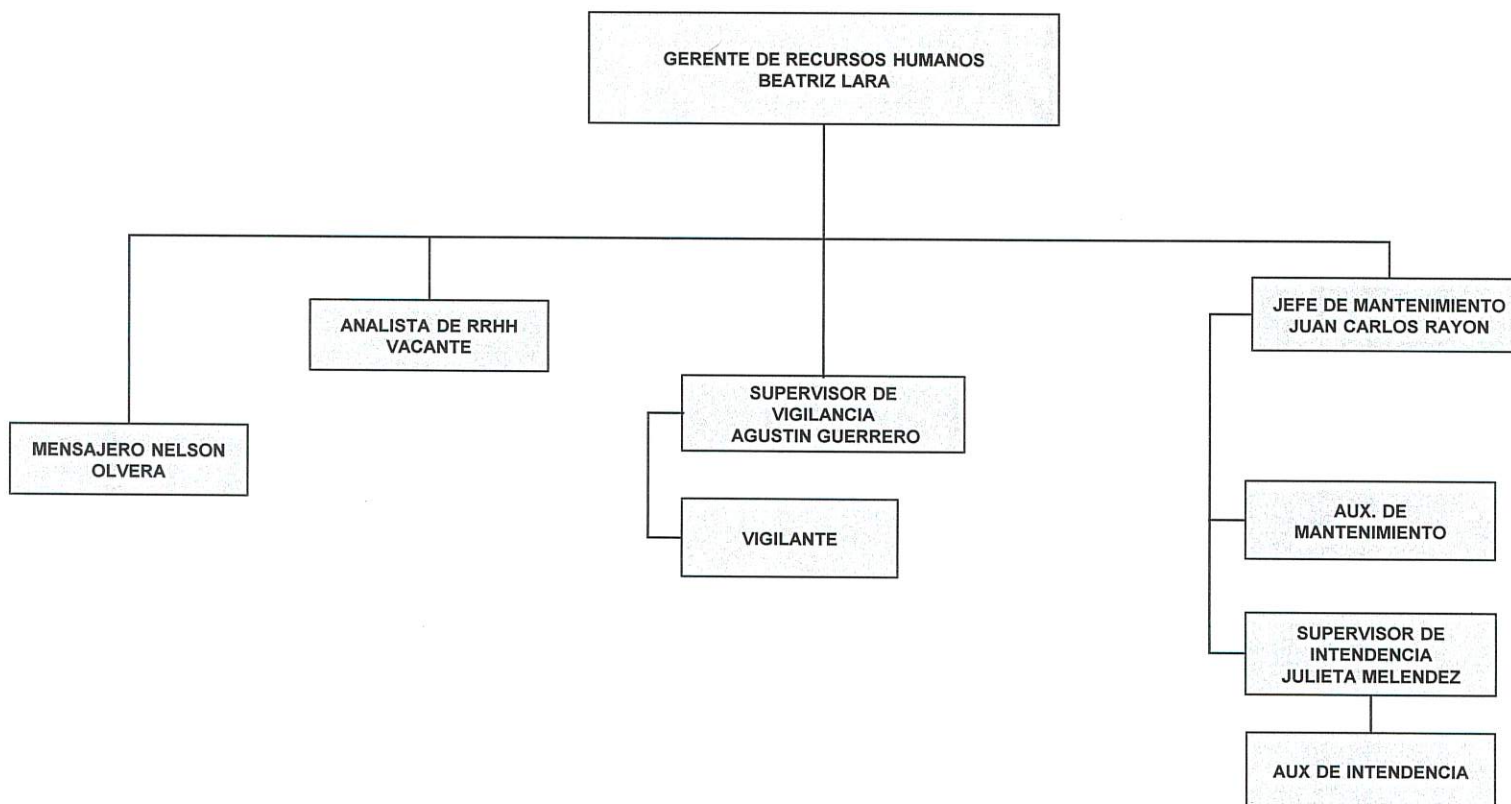 GERENTE DE RECURSOS HUMANOS
BEATRIZ LARA
JEFE DE MANTENIMIENTO
JUAN CARLOS RAYON
ANALISTA DE RRHH
VACANTE
SUPERVISOR DE
VIGILANCIA
AGUSTIN GUERRERO
MENSAJERO NELSON
OLVERA
VIGILANTE
AUX. DE
MANTENIMIENTO
SUPERVISOR DE
INTENDENCIA
JULIETA MELENDEZ
AUX DE INTENDENCIA